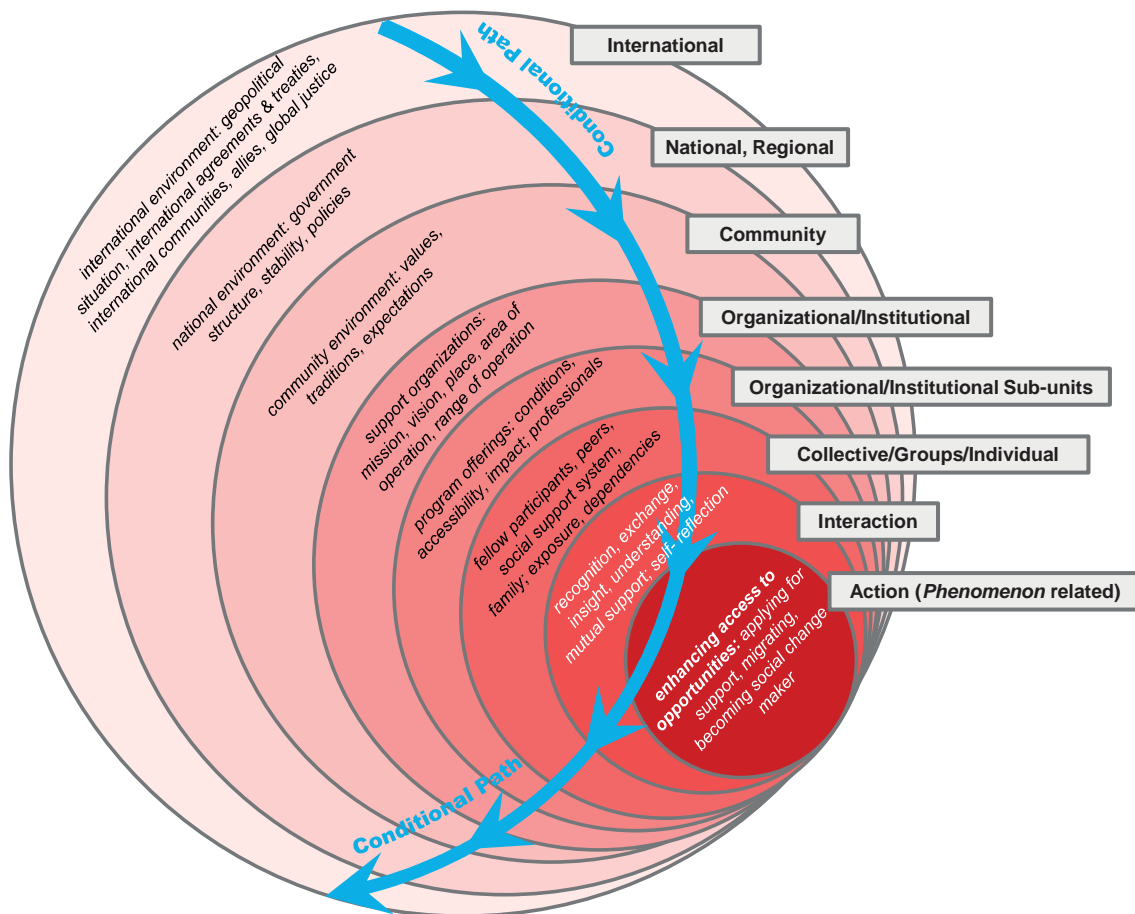 International
Conditional Path
National, Regional
Community
Organizational/Institutional
Organizational/Institutional Sub-units
Collective/Groups/Individual
Interaction
Action (Phenomenon related)
international environment: geopolitical
situation, international agreements & treaties,
international communities, allies, global justice
national environment: government
structure, stability, policies
community environment: values,
traditions, expectations
support organizations:
mission, vision, place, area of
operation, range of operation
program offerings: conditions,
accessibility, impact; professionals
fellow participants, peers,
social support system,
family; exposure, dependencies
recognition, exchange,
insight, understanding,
mutual support; self- reflection
enhancing access to
opportunities: applying for
support, migrating,
becoming social change
maker
Conditional Path